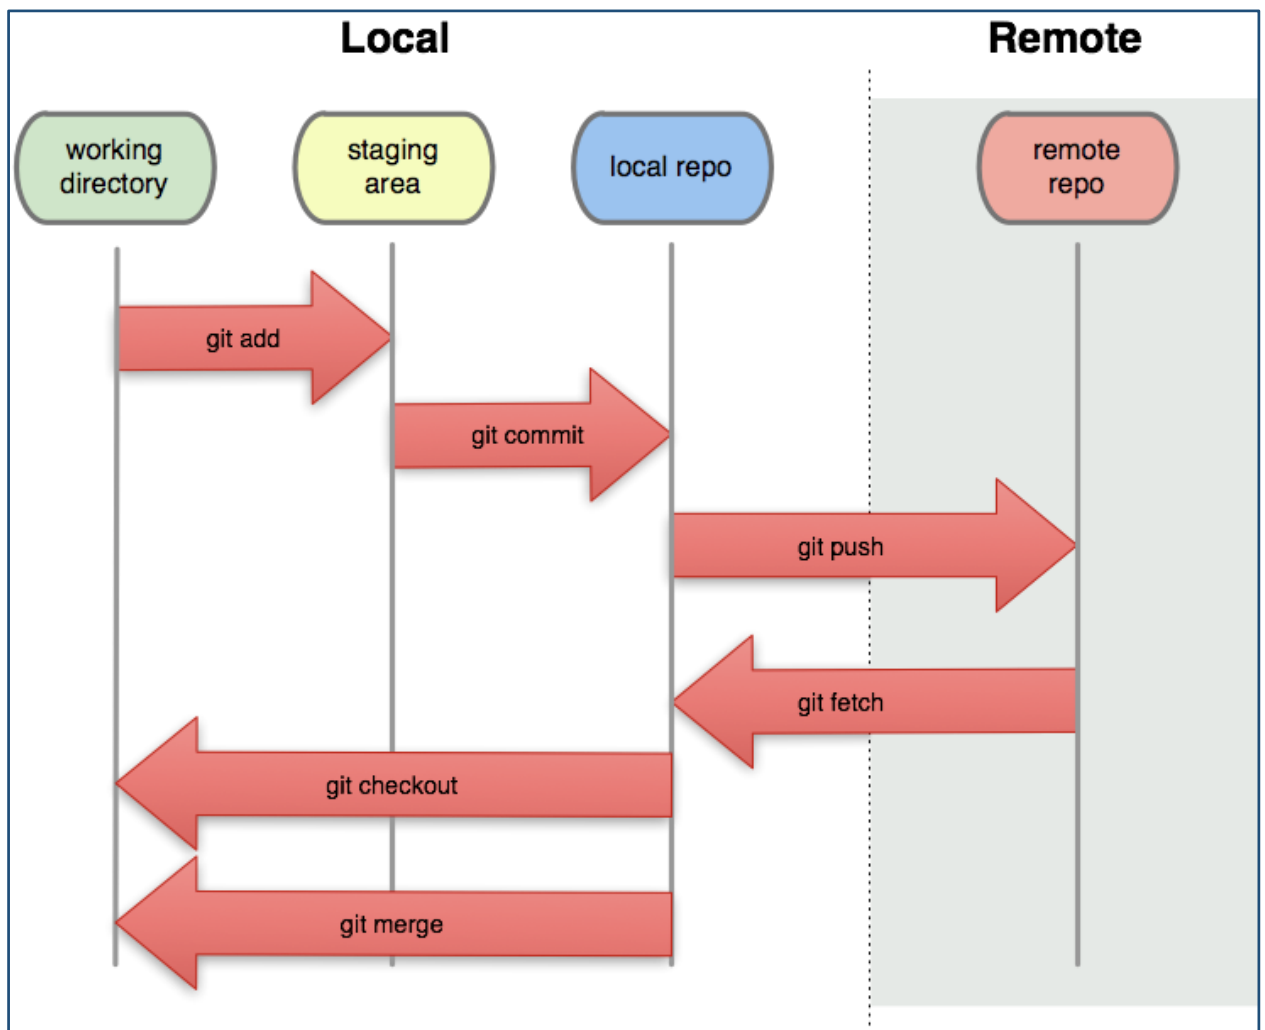 Local
Remote
working
directory
staging
area
local repo
remote
repo
git add
git commit
git push
git fetch
git checkout
git merge